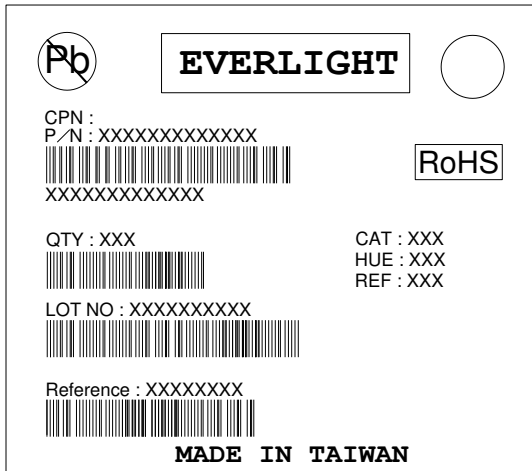 Pb
EVERLIGHT
CPN :
P/N : XXXXXXXXXXXXX
RoHS
XXXXXXXXXXXXX
QTY : XXX
CAT : XXX
HUE : XXX
REF : XXX
LOT NO : XXXXXXXXXX
Reference : XXXXXXXX
MADE IN TAIWAN